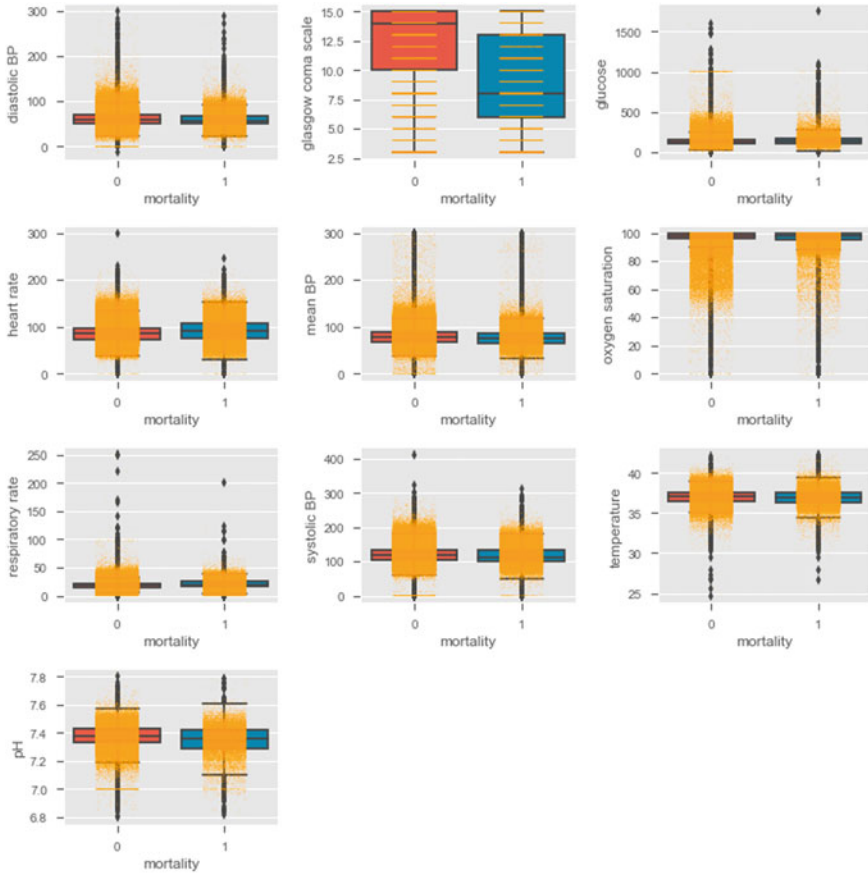 diastolic BP
300
200
100
0
0 1
mortality
glasgow coma scale
15.0
12.5
10.0
7.5
5.0
2.5
0 1
mortality
glucose
1500
1000
500
0
0 1
mortality
heart rate
300
200
100
0
0 1
mortality
mean BP
300
200
100
0
0 1
mortality
oxygen saturation
100
80
60
40
20
0
0 1
mortality
respiratory rate
250
200
150
100
50
0
0 1
mortality
systolic BP
400
300
200
100
0
0 1
mortality
temperature
40
35
30
25
0 1
mortality
pH
7.8
7.6
7.4
7.2
7.0
6.8
0 1
mortality